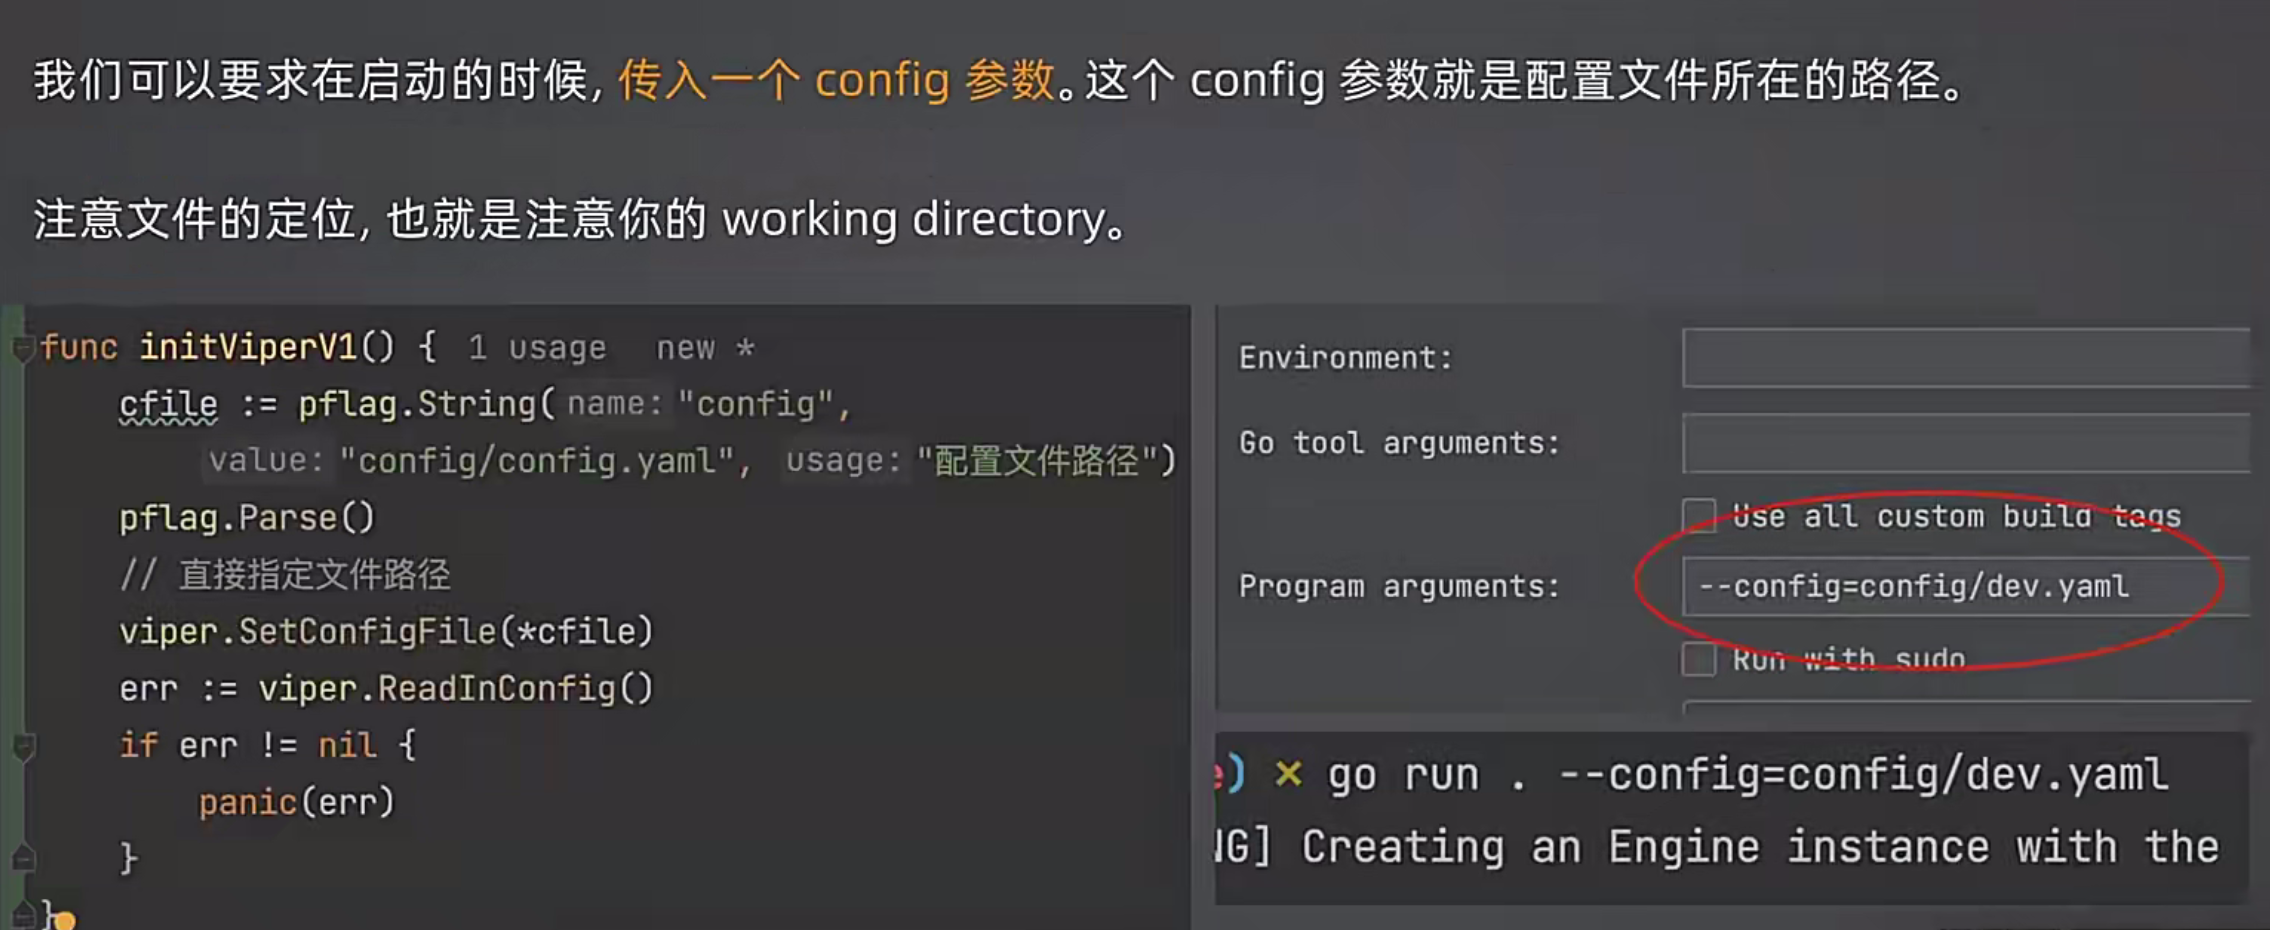 我们可以要求在启动的时候,传入一个 config 参数。这个 config 参数就是配置文件所在的路径。
注意文件的定位,也就是注意你的 working directory。
func initViperV1() { 1 usage new *
cfile := pflag.String( name: "config",
value: "config/config.yaml", usage: "配置文件路径")
pflag.Parse()
// 直接指定文件路径
viper.SetConfigFile(*cfile)
err := viper.ReadInConfig()
if err != nil {
panic(err)
}
}
Environment:
Go tool arguments:
Use all custom build tags
Program arguments: --config=config/dev.yaml
Run with sudo
) × go run . --config=config/dev.yaml
G] Creating an Engine instance with the